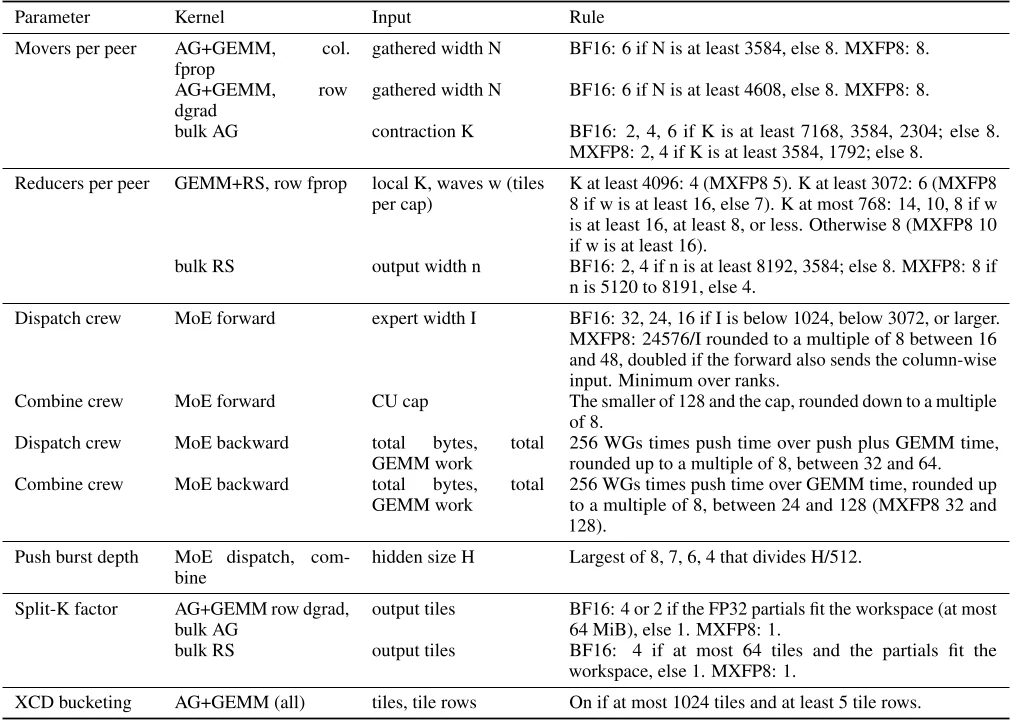 Parameter Kernel Input Rule
Movers per peer AG+GEMM, col. gathered width N BF16: 6 if N is at least 3584, else 8. MXFP8: 8.
fprop
AG+GEMM, row gathered width N BF16: 6 if N is at least 4608, else 8. MXFP8: 8.
dgrad
bulk AG contraction K BF16: 2, 4, 6 if K is at least 7168, 3584, 2304; else 8.
MXFP8: 2, 4 if K is at least 3584, 1792; else 8.
Reducers per peer GEMM+RS, row fprop local K, waves w (tiles K at least 4096: 4 (MXFP8 5). K at least 3072: 6 (MXFP8
per cap) 8 if w is at least 16, else 7). K at most 768: 14, 10, 8 if w
is at least 16, at least 8, or less. Otherwise 8 (MXFP8 10
if w is at least 16).
bulk RS output width n BF16: 2, 4 if n is at least 8192, 3584; else 8. MXFP8: 8 if
n is 5120 to 8191, else 4.
Dispatch crew MoE forward expert width I BF16: 32, 24, 16 if I is below 1024, below 3072, or larger.
MXFP8: 24576/I rounded to a multiple of 8 between 16
and 48, doubled if the forward also sends the column-wise
input. Minimum over ranks.
Combine crew MoE forward CU cap The smaller of 128 and the cap, rounded down to a multiple
of 8.
Dispatch crew MoE backward total bytes, total 256 WGs times push time over push plus GEMM time,
GEMM work rounded up to a multiple of 8, between 32 and 64.
Combine crew MoE backward total bytes, total 256 WGs times push time over GEMM time, rounded up
GEMM work to a multiple of 8, between 24 and 128 (MXFP8 32 and
128).
Push burst depth MoE dispatch, com- hidden size H Largest of 8, 7, 6, 4 that divides H/512.
bine
Split-K factor AG+GEMM row dgrad, output tiles BF16: 4 or 2 if the FP32 partials fit the workspace (at most
bulk AG 64 MiB), else 1. MXFP8: 1.
bulk RS output tiles BF16: 4 if at most 64 tiles and the partials fit the
workspace, else 1. MXFP8: 1.
XCD bucketing AG+GEMM (all) tiles, tile rows On if at most 1024 tiles and at least 5 tile rows.